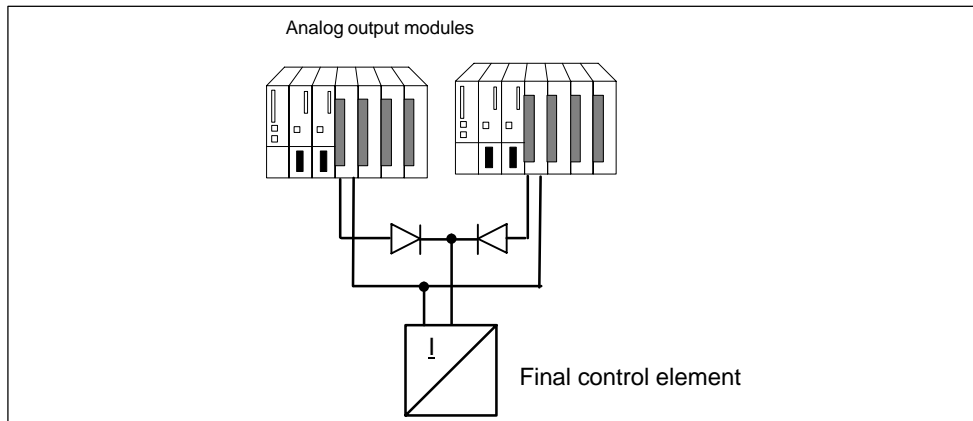 Analog output modules
I
Final control element